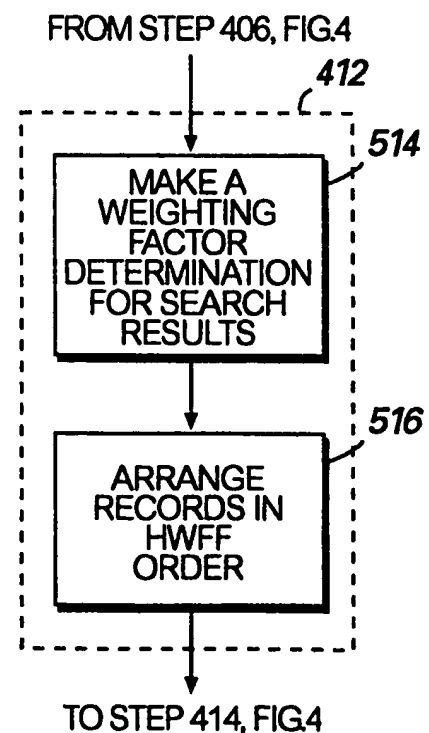 FROM STEP 406, FIG.4
412
514
MAKE A
WEIGHTING
FACTOR
DETERMINATION
FOR SEARCH
RESULTS
516
ARRANGE
RECORDS IN
HWFF
ORDER
TO STEP 414, FIG.4